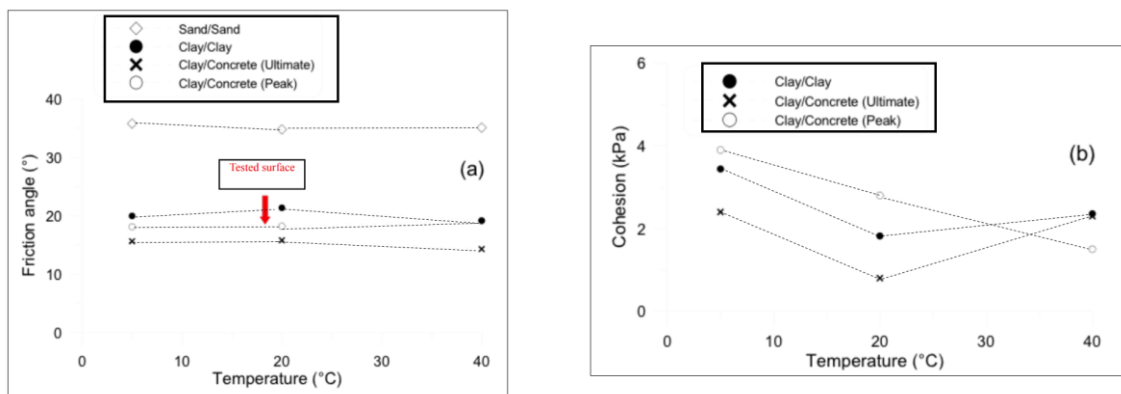 Sand/Sand
Clay/Clay
Clay/Concrete (Ultimate)
Clay/Concrete (Peak)
40
30
20
10
0
Friction angle (°)
Tested surface
(a)
0
10
20
30
40
Temperature (°C)
Clay/Clay
Clay/Concrete (Ultimate)
Clay/Concrete (Peak)
6
4
2
0
Cohesion (kPa)
(b)
0
10
20
30
40
Temperature (°C)